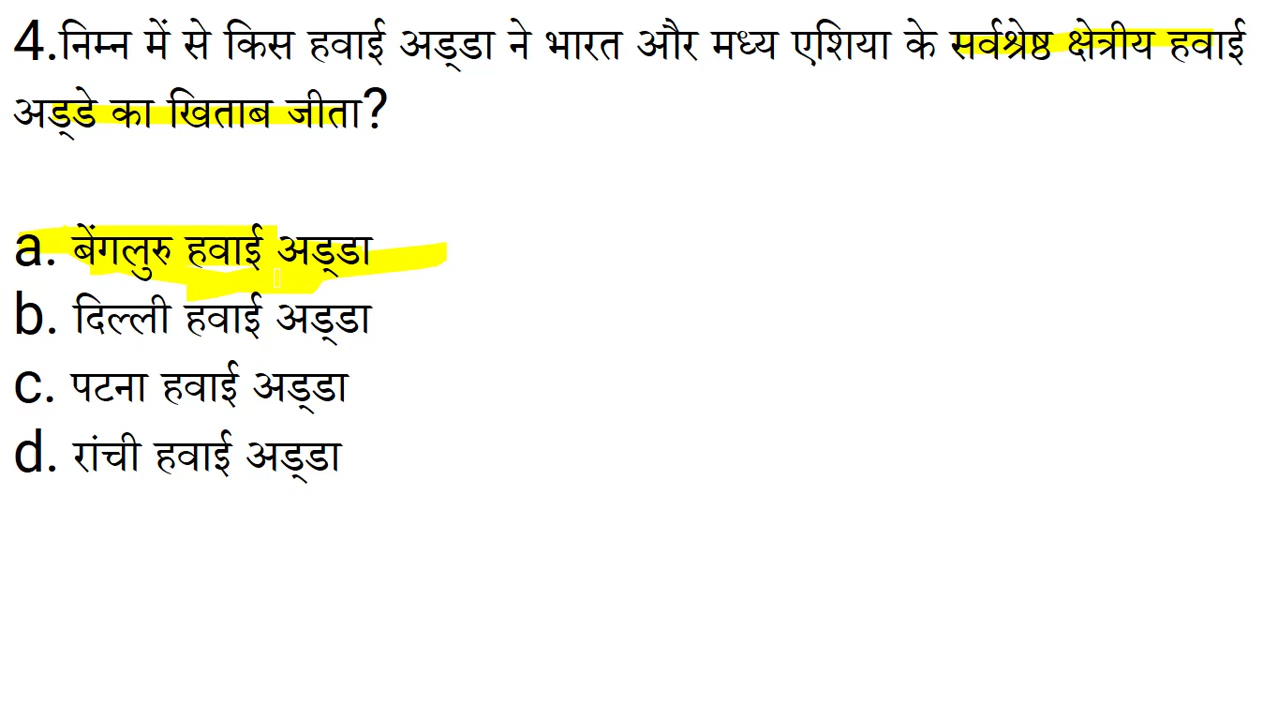 4.निम्न में से किस हवाई अड्डा ने भारत और मध्य एशिया के सर्वश्रेष्ठ क्षेत्रीय हवाई
अड्डे का खिताब जीता?
a. बेंगलुरु हवाई अड्डा
b. दिल्ली हवाई अड्डा
c. पटना हवाई अड्डा
d. रांची हवाई अड्डा